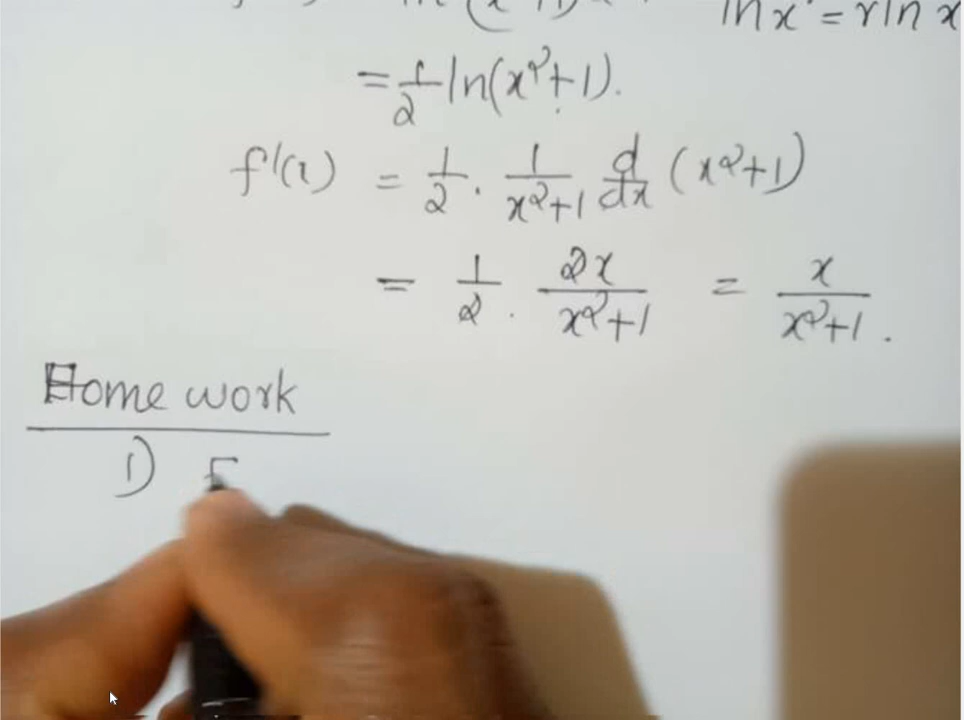 ln x^r = r ln x
= 1/2 ln(x²+1).
f'(x) = 1/2 . 1/(x²+1) d/dx (x²+1)
= 1/2 . 2x/(x²+1) = x/(x²+1).
Home work
1)